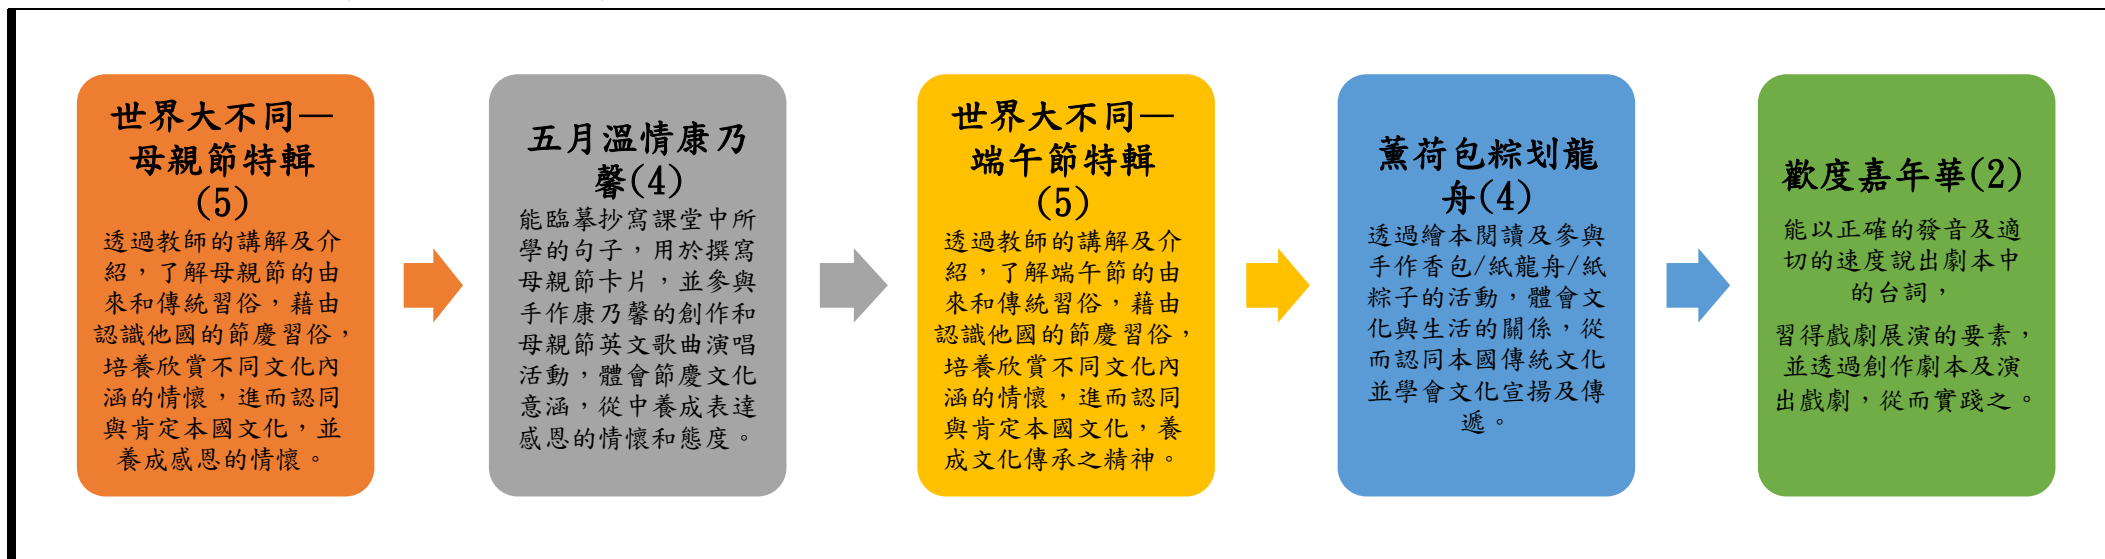 世界大不同—
母親節特輯
(5)
透過教師的講解及介
紹，了解母親節的由
來和傳統習俗，藉由
認識他國的節慶習俗，
培養欣賞不同文化內
涵的情懷，進而認同
與肯定本國文化，並
養成感恩的情懷。
五月溫情康乃
馨(4)
能臨摹抄寫課堂中所
學的句子，用於撰寫
母親節卡片，並參與
手作康乃馨的創作和
母親節英文歌曲演唱
活動，體會節慶文化
意涵，從中養成表達
感恩的情懷和態度。
世界大不同—
端午節特輯
(5)
透過教師的講解及介
紹，了解端午節的由
來和傳統習俗，藉由
認識他國的節慶習俗，
培養欣賞不同文化內
涵的情懷，進而認同
與肯定本國文化，養
成文化傳承之精神。
薰荷包粽划龍
舟(4)
透過繪本閱讀及參與
手作香包/紙龍舟/紙
粽子的活動，體會文
化與生活的關係，從
而認同本國傳統文化
並學會文化宣揚及傳
遞。
歡度嘉年華(2)
能以正確的發音及適
切的速度說出劇本中
的台詞，
習得戲劇展演的要素，
並透過創作劇本及演
出戲劇，從而實踐之。